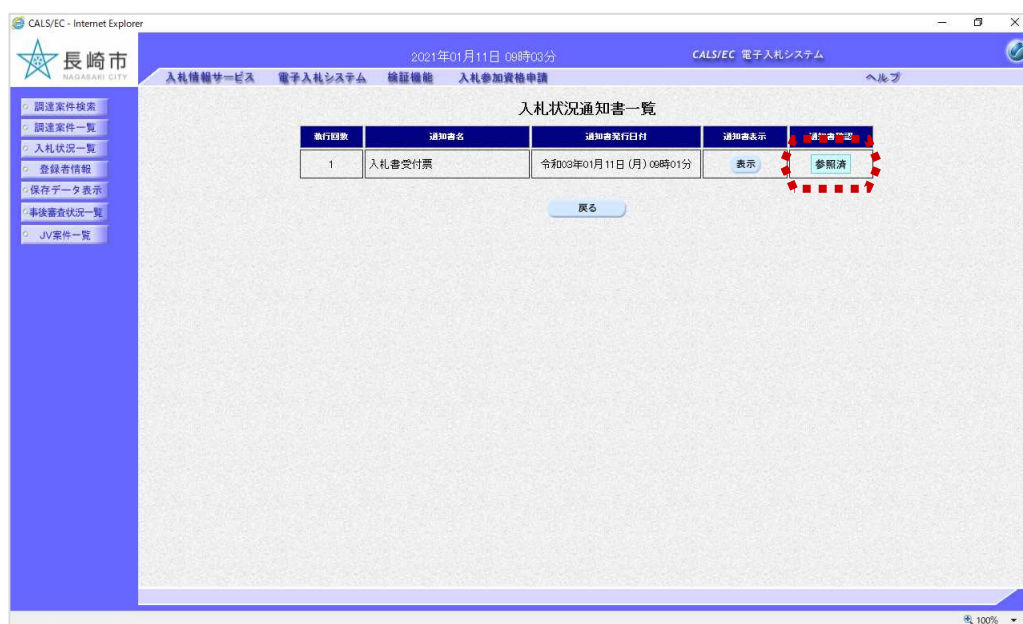 CALS/EC - Internet Explorer
長崎市
NAGASAKI CITY
2021年01月11日 09時03分
CALS/EC 電子入札システム
入札情報サービス 電子入札システム 検証機能 入札参加資格申請 ヘルプ
調達案件検索
調達案件一覧
入札状況一覧
登録者情報
保存データ表示
事後審査状況一覧
JV案件一覧
入札状況通知書一覧
執行回数 通知書名 通知書発行日付 通知書表示 通知書確認
1 入札書受付票 令和03年01月11日 (月) 09時01分 表示 参照済
戻る
100%